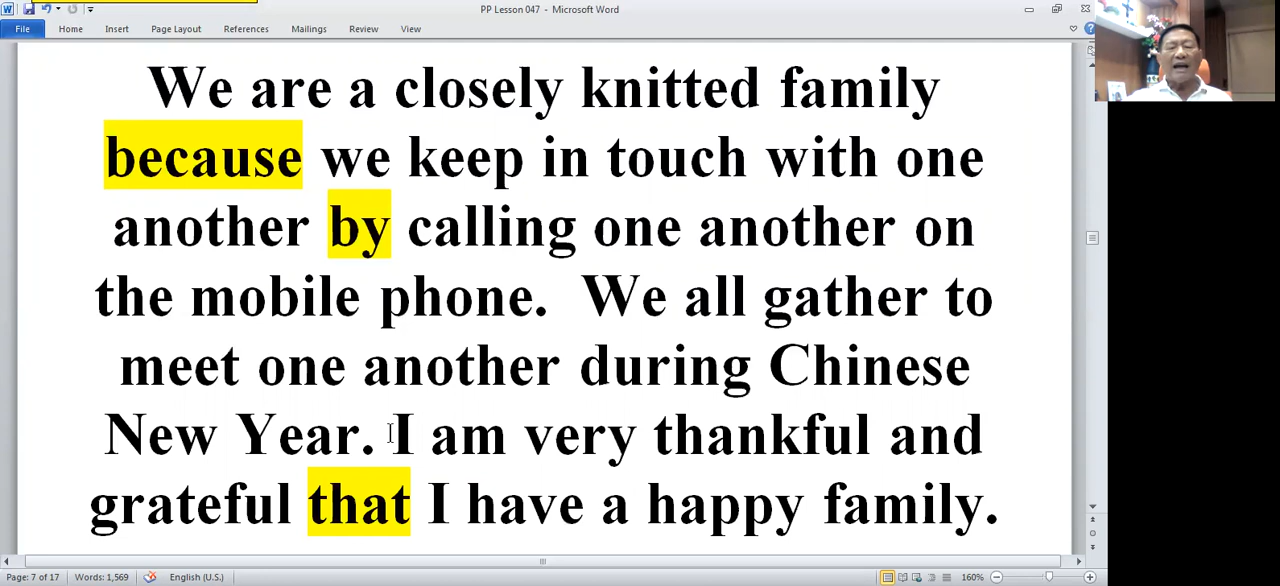 PP Lesson 047 - Microsoft Word
File Home Insert Page Layout References Mailings Review View
We are a closely knitted family
because we keep in touch with one
another by calling one another on
the mobile phone. We all gather to
meet one another during Chinese
New Year. I am very thankful and
grateful that I have a happy family.
Page: 7 of 17 Words: 1,569 English (U.S.) 160%